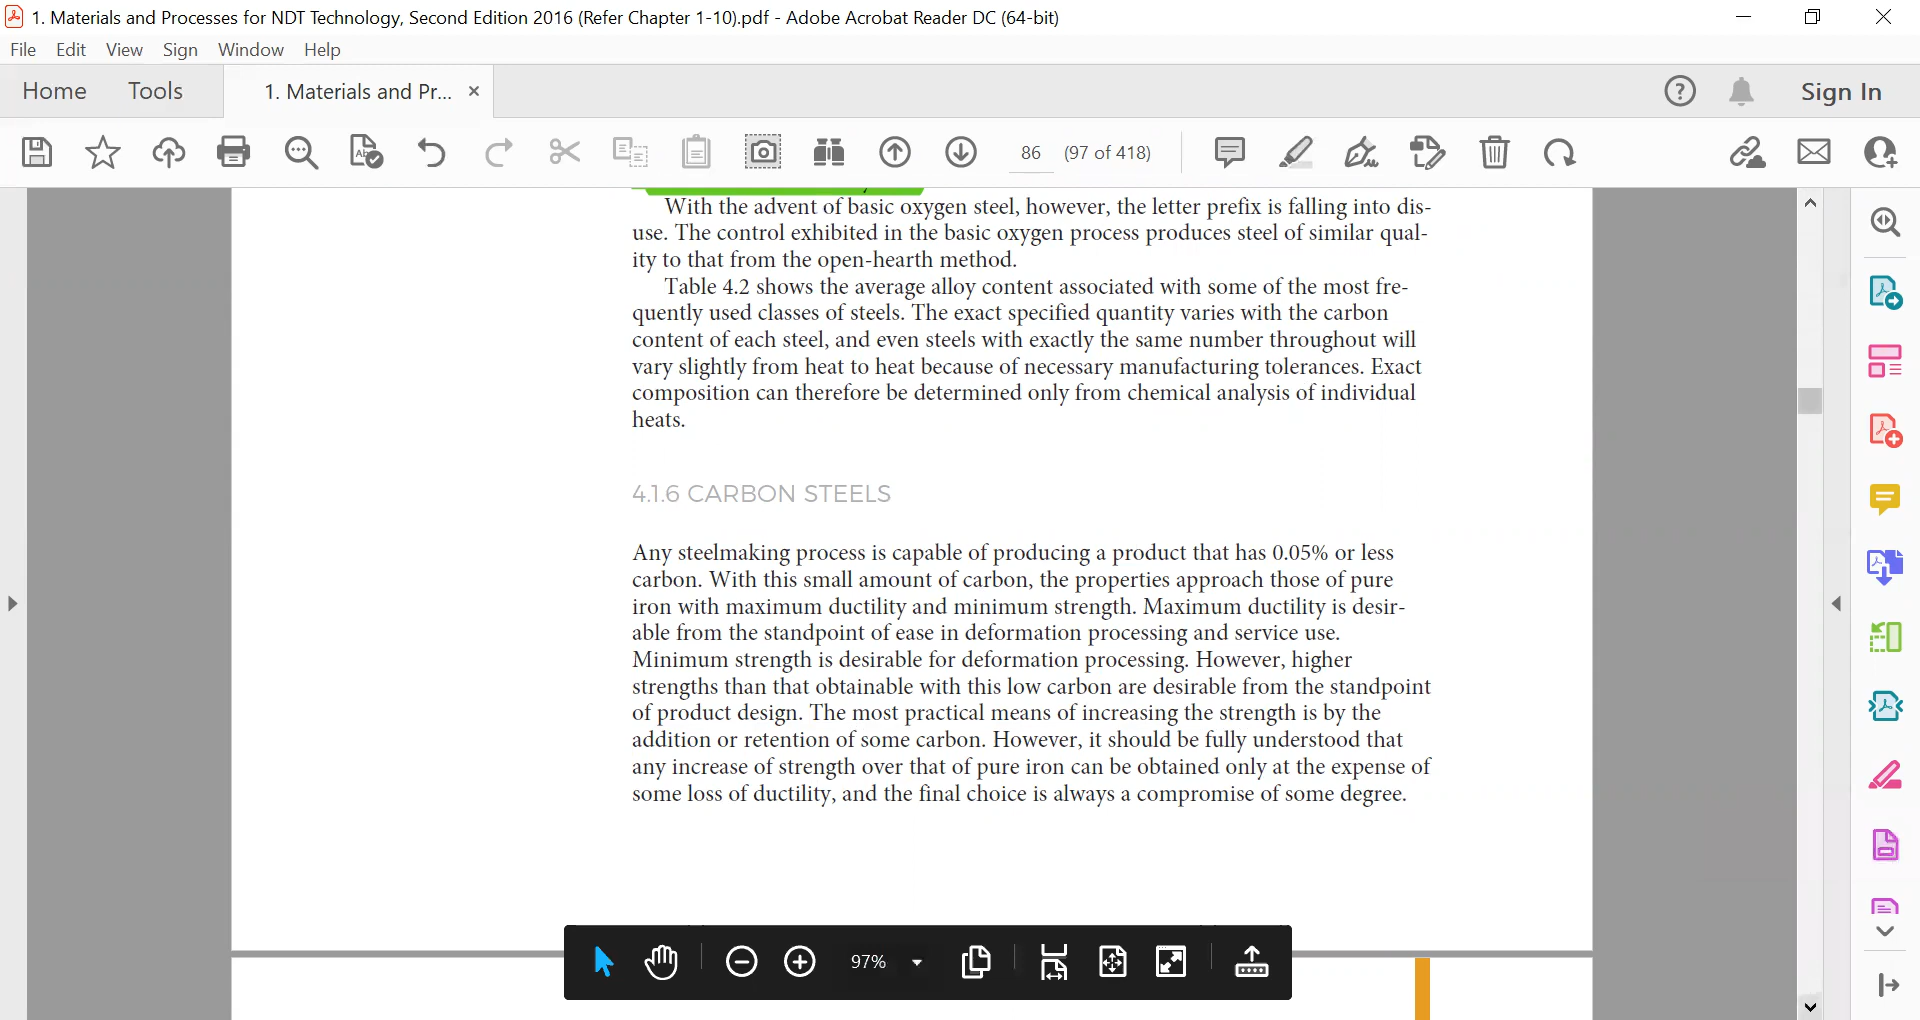 1. Materials and Processes for NDT Technology, Second Edition 2016 (Refer Chapter 1-10).pdf - Adobe Acrobat Reader DC (64-bit)
File Edit View Sign Window Help
Home Tools 1. Materials and Pr... × Sign In
86 (97 of 418)
With the advent of basic oxygen steel, however, the letter prefix is falling into dis-
use. The control exhibited in the basic oxygen process produces steel of similar qual-
ity to that from the open-hearth method.
Table 4.2 shows the average alloy content associated with some of the most fre-
quently used classes of steels. The exact specified quantity varies with the carbon
content of each steel, and even steels with exactly the same number throughout will
vary slightly from heat to heat because of necessary manufacturing tolerances. Exact
composition can therefore be determined only from chemical analysis of individual
heats.
4.1.6 CARBON STEELS
Any steelmaking process is capable of producing a product that has 0.05% or less
carbon. With this small amount of carbon, the properties approach those of pure
iron with maximum ductility and minimum strength. Maximum ductility is desir-
able from the standpoint of ease in deformation processing and service use.
Minimum strength is desirable for deformation processing. However, higher
strengths than that obtainable with this low carbon are desirable from the standpoint
of product design. The most practical means of increasing the strength is by the
addition or retention of some carbon. However, it should be fully understood that
any increase of strength over that of pure iron can be obtained only at the expense of
some loss of ductility, and the final choice is always a compromise of some degree.
97%